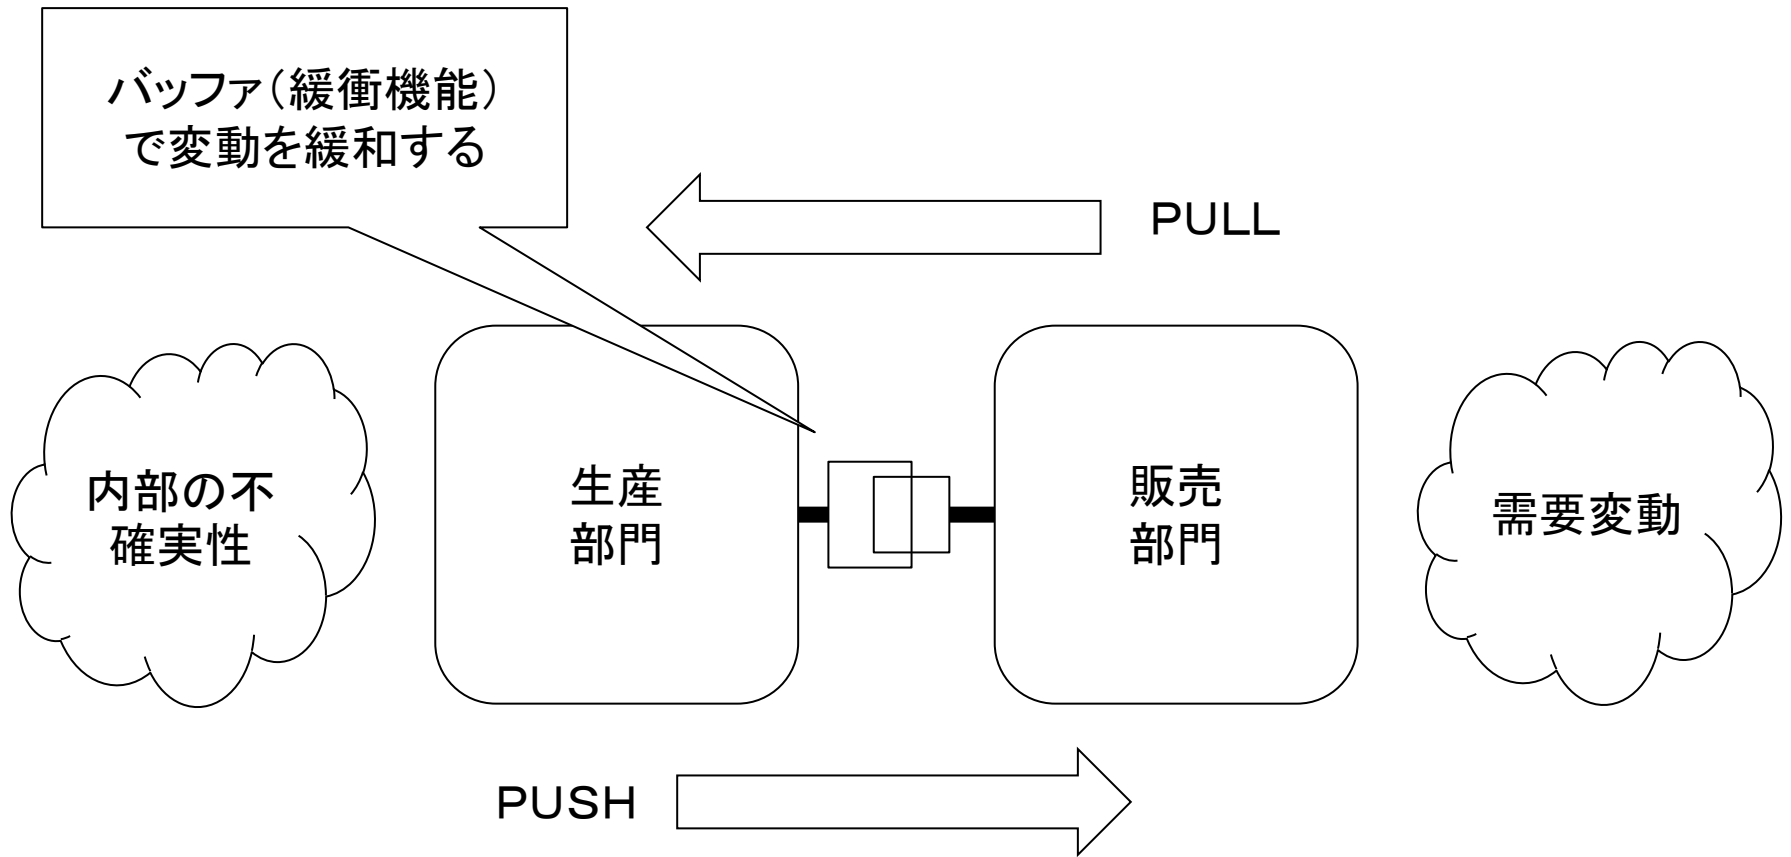 バッファ（緩衝機能）
で変動を緩和する
PULL
内部の不
確実性
生産
部門
販売
部門
需要変動
PUSH